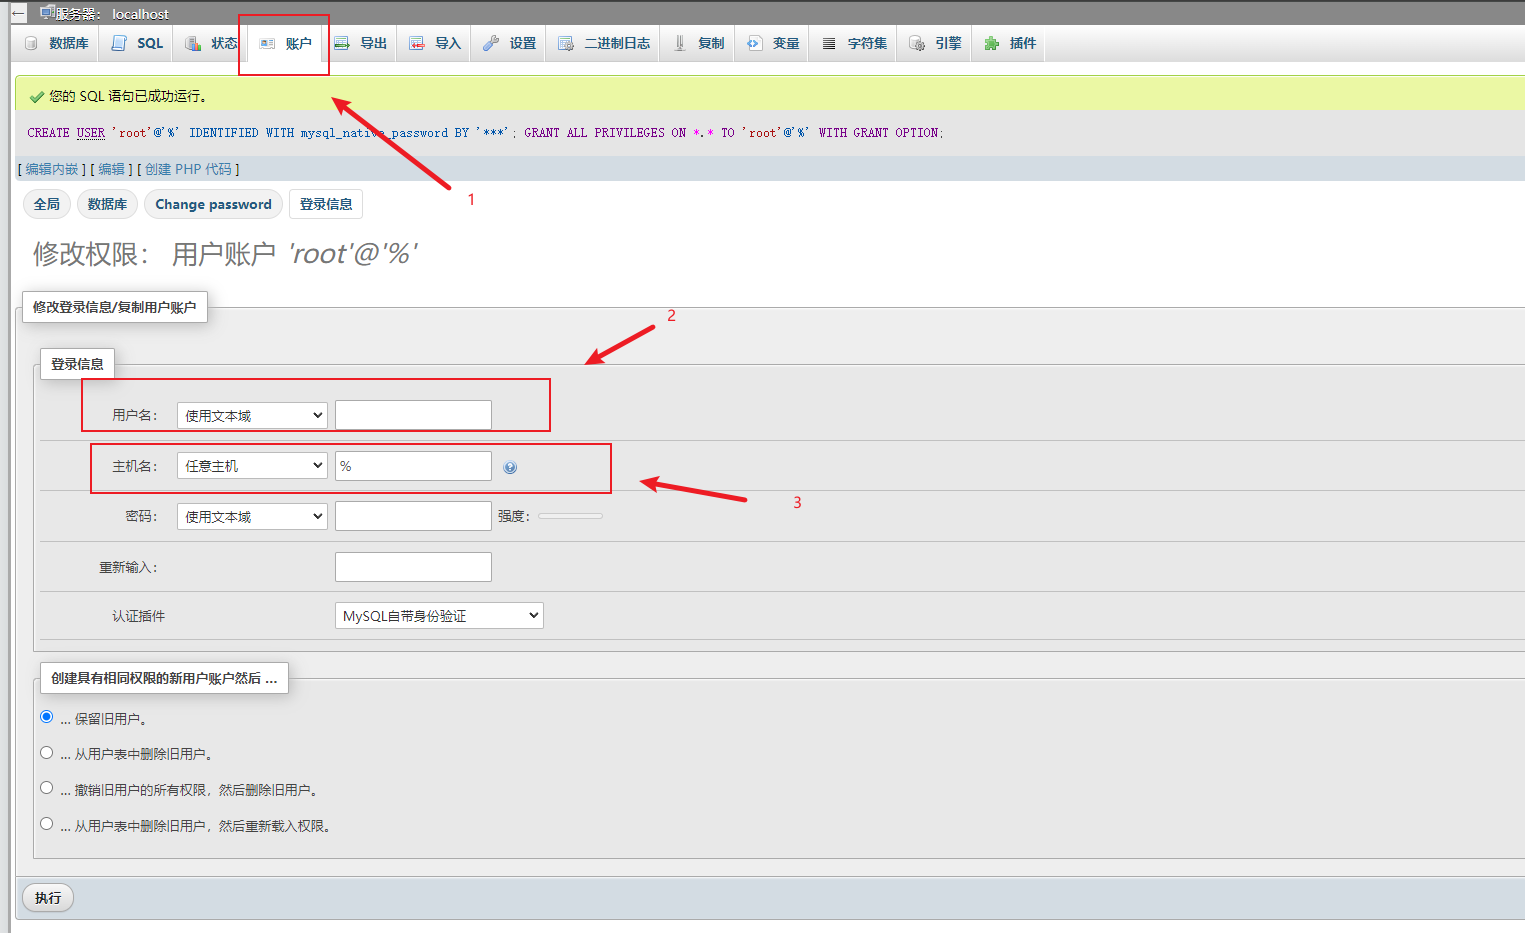 服务器： localhost
数据库 SQL 状态 账户 导出 导入 设置 二进制日志 复制 变量 字符集 引擎 插件
您的 SQL 语句已成功运行。
CREATE USER 'root'@'%' IDENTIFIED WITH mysql_native_password BY '***'; GRANT ALL PRIVILEGES ON *.* TO 'root'@'%' WITH GRANT OPTION;
[ 编辑内嵌 ] [ 编辑 ] [ 创建 PHP 代码 ]
1
全局 数据库 Change password 登录信息
修改权限： 用户账户 'root'@'%'
修改登录信息/复制用户账户
2
登录信息
用户名： 使用文本域
主机名： 任意主机 %
3
密码： 使用文本域 强度：
重新输入：
认证插件 MySQL自带身份验证
创建具有相同权限的新用户账户然后 ...
... 保留旧用户。
... 从用户表中删除旧用户。
... 撤销旧用户的所有权限，然后删除旧用户。
... 从用户表中删除旧用户，然后重新载入权限。
执行